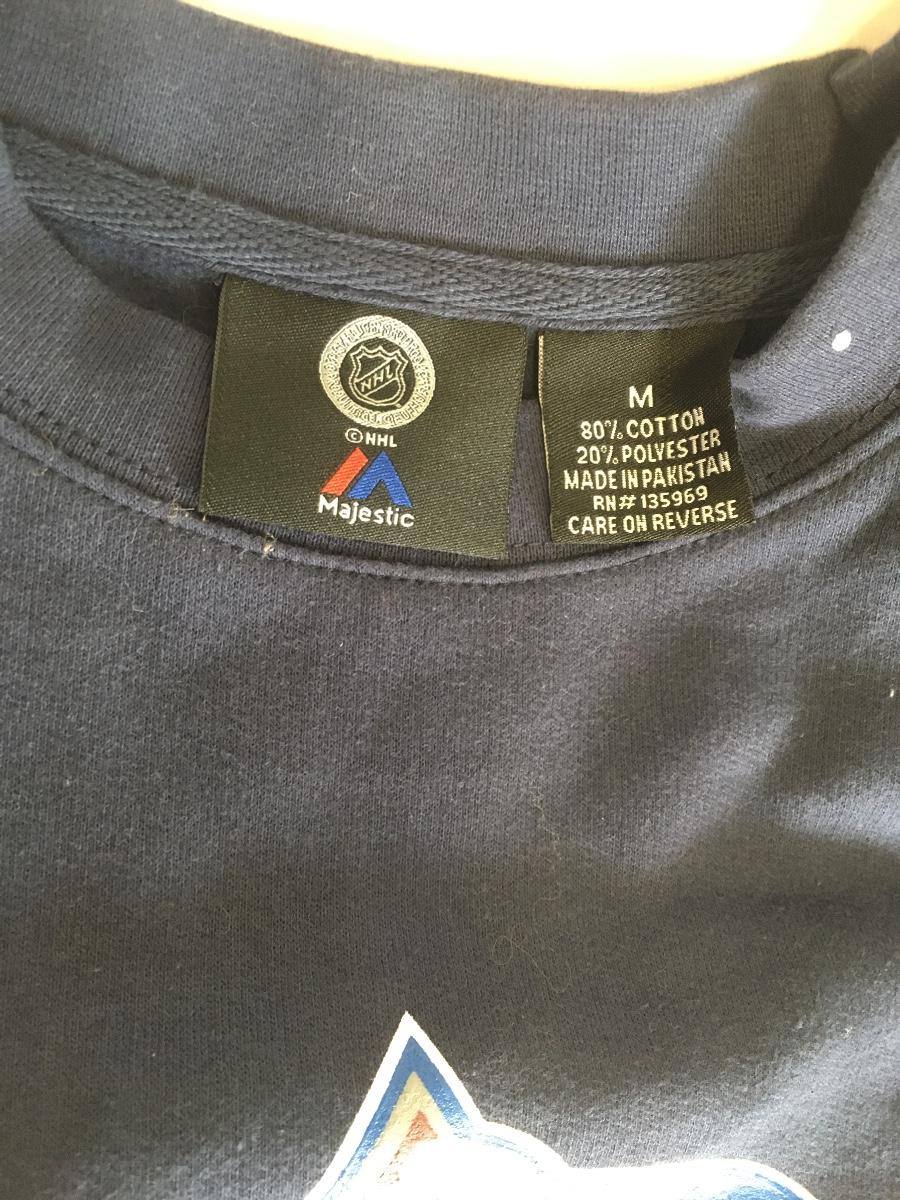 NHL
©NHL
Majestic
M
80% COTTON
20% POLYESTER
MADE IN PAKISTAN
RN# 135969
CARE ON REVERSE